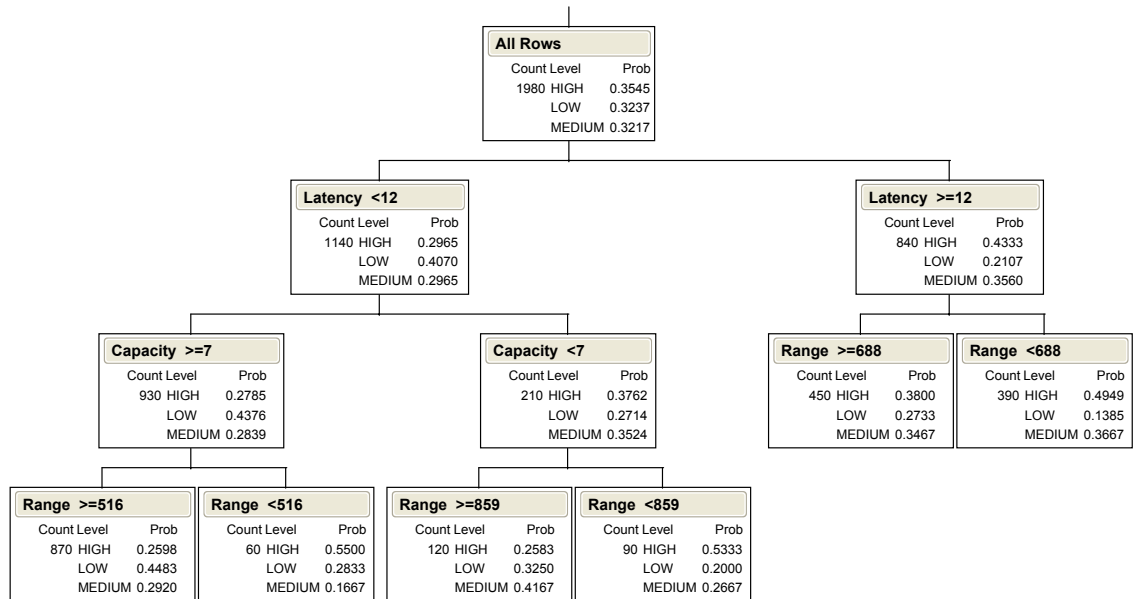 All Rows
Count Level Prob
1980 HIGH 0.3545
LOW 0.3237
MEDIUM 0.3217
Latency <12
Count Level Prob
1140 HIGH 0.2965
LOW 0.4070
MEDIUM 0.2965
Latency >=12
Count Level Prob
840 HIGH 0.4333
LOW 0.2107
MEDIUM 0.3560
Capacity >=7
Count Level Prob
930 HIGH 0.2785
LOW 0.4376
MEDIUM 0.2839
Capacity <7
Count Level Prob
210 HIGH 0.3762
LOW 0.2714
MEDIUM 0.3524
Range >=688
Count Level Prob
450 HIGH 0.3800
LOW 0.2733
MEDIUM 0.3467
Range <688
Count Level Prob
390 HIGH 0.4949
LOW 0.1385
MEDIUM 0.3667
Range >=516
Count Level Prob
870 HIGH 0.2598
LOW 0.4483
MEDIUM 0.2920
Range <516
Count Level Prob
60 HIGH 0.5500
LOW 0.2833
MEDIUM 0.1667
Range >=859
Count Level Prob
120 HIGH 0.2583
LOW 0.3250
MEDIUM 0.4167
Range <859
Count Level Prob
90 HIGH 0.5333
LOW 0.2000
MEDIUM 0.2667